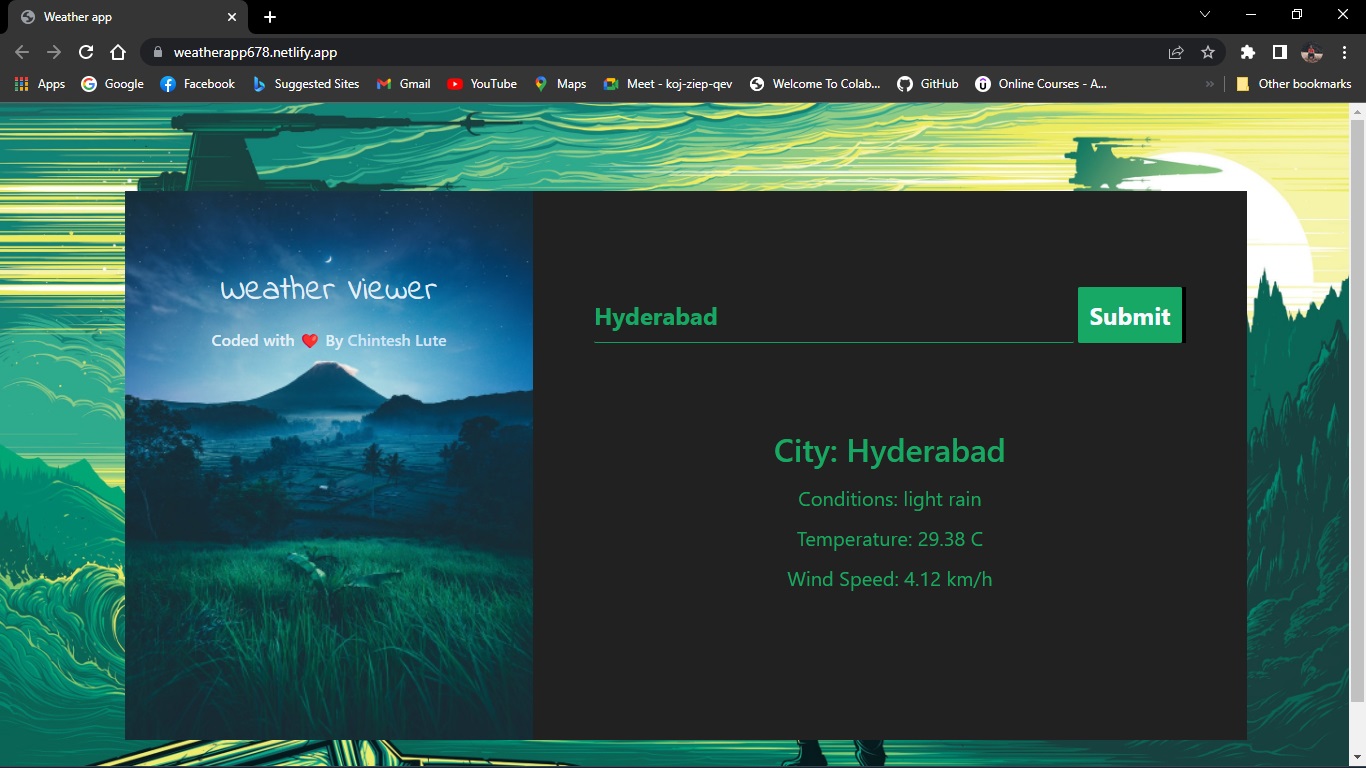 Weather app
weatherapp678.netlify.app
Apps Google Facebook Suggested Sites Gmail YouTube Maps Meet - koj-ziep-qev Welcome To Colab... GitHub Online Courses - A... » Other bookmarks
weather viewer
Coded with ❤️ By Chintesh Lute
Hyderabad Submit
City: Hyderabad
Conditions: light rain
Temperature: 29.38 C
Wind Speed: 4.12 km/h